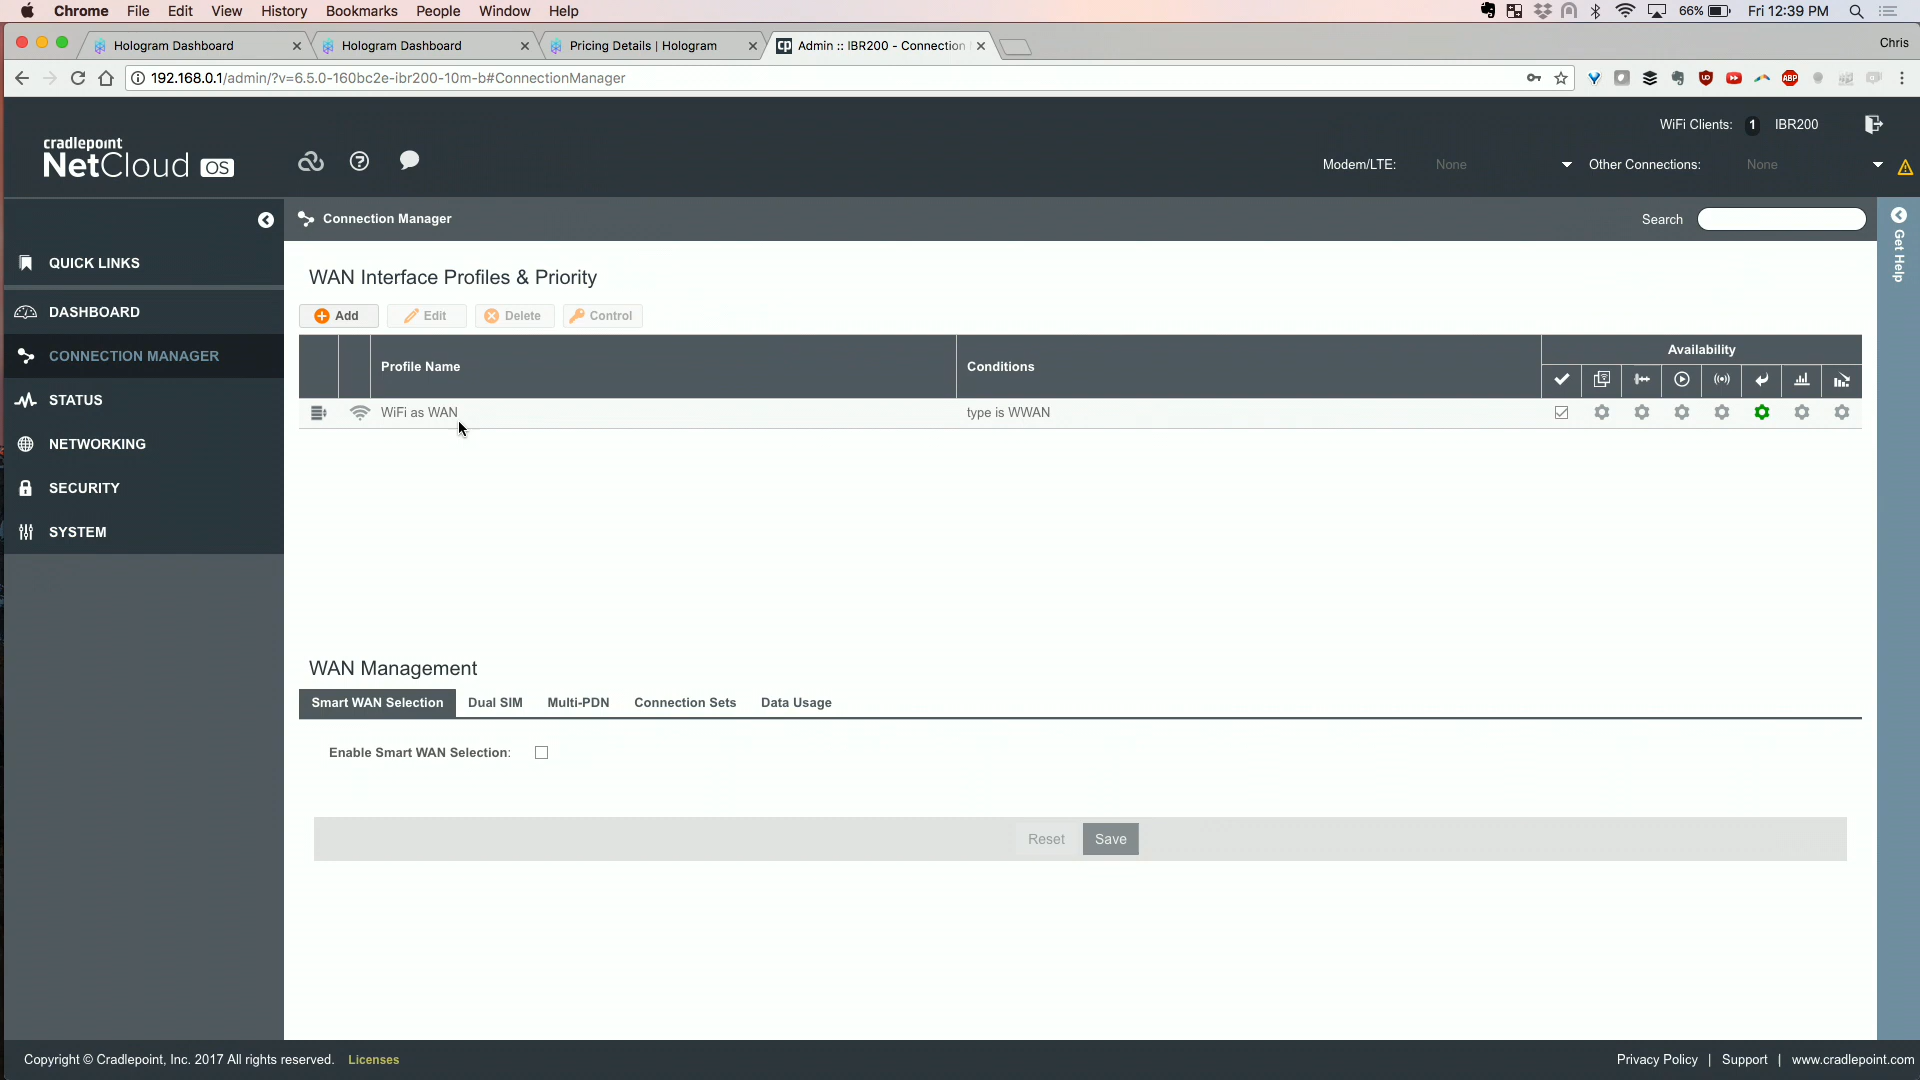 Chrome File Edit View History Bookmarks People Window Help 66% Fri 12:39 PM
Hologram Dashboard Hologram Dashboard Pricing Details | Hologram cp Admin :: IBR200 - Connection Chris
192.168.0.1/admin/?v=6.5.0-160bc2e-ibr200-10m-b#ConnectionManager ABP
WiFi Clients: 1 IBR200
cradlepoint
NetCloud OS
Modem/LTE: None Other Connections: None
Connection Manager Search
Get Help
QUICK LINKS
DASHBOARD
CONNECTION MANAGER
STATUS
NETWORKING
SECURITY
SYSTEM
WAN Interface Profiles & Priority
Add Edit Delete Control
Profile Name Conditions Availability
WiFi as WAN type is WWAN
WAN Management
Smart WAN Selection Dual SIM Multi-PDN Connection Sets Data Usage
Enable Smart WAN Selection:
Reset Save
Copyright © Cradlepoint, Inc. 2017 All rights reserved. Licenses Privacy Policy | Support | www.cradlepoint.com